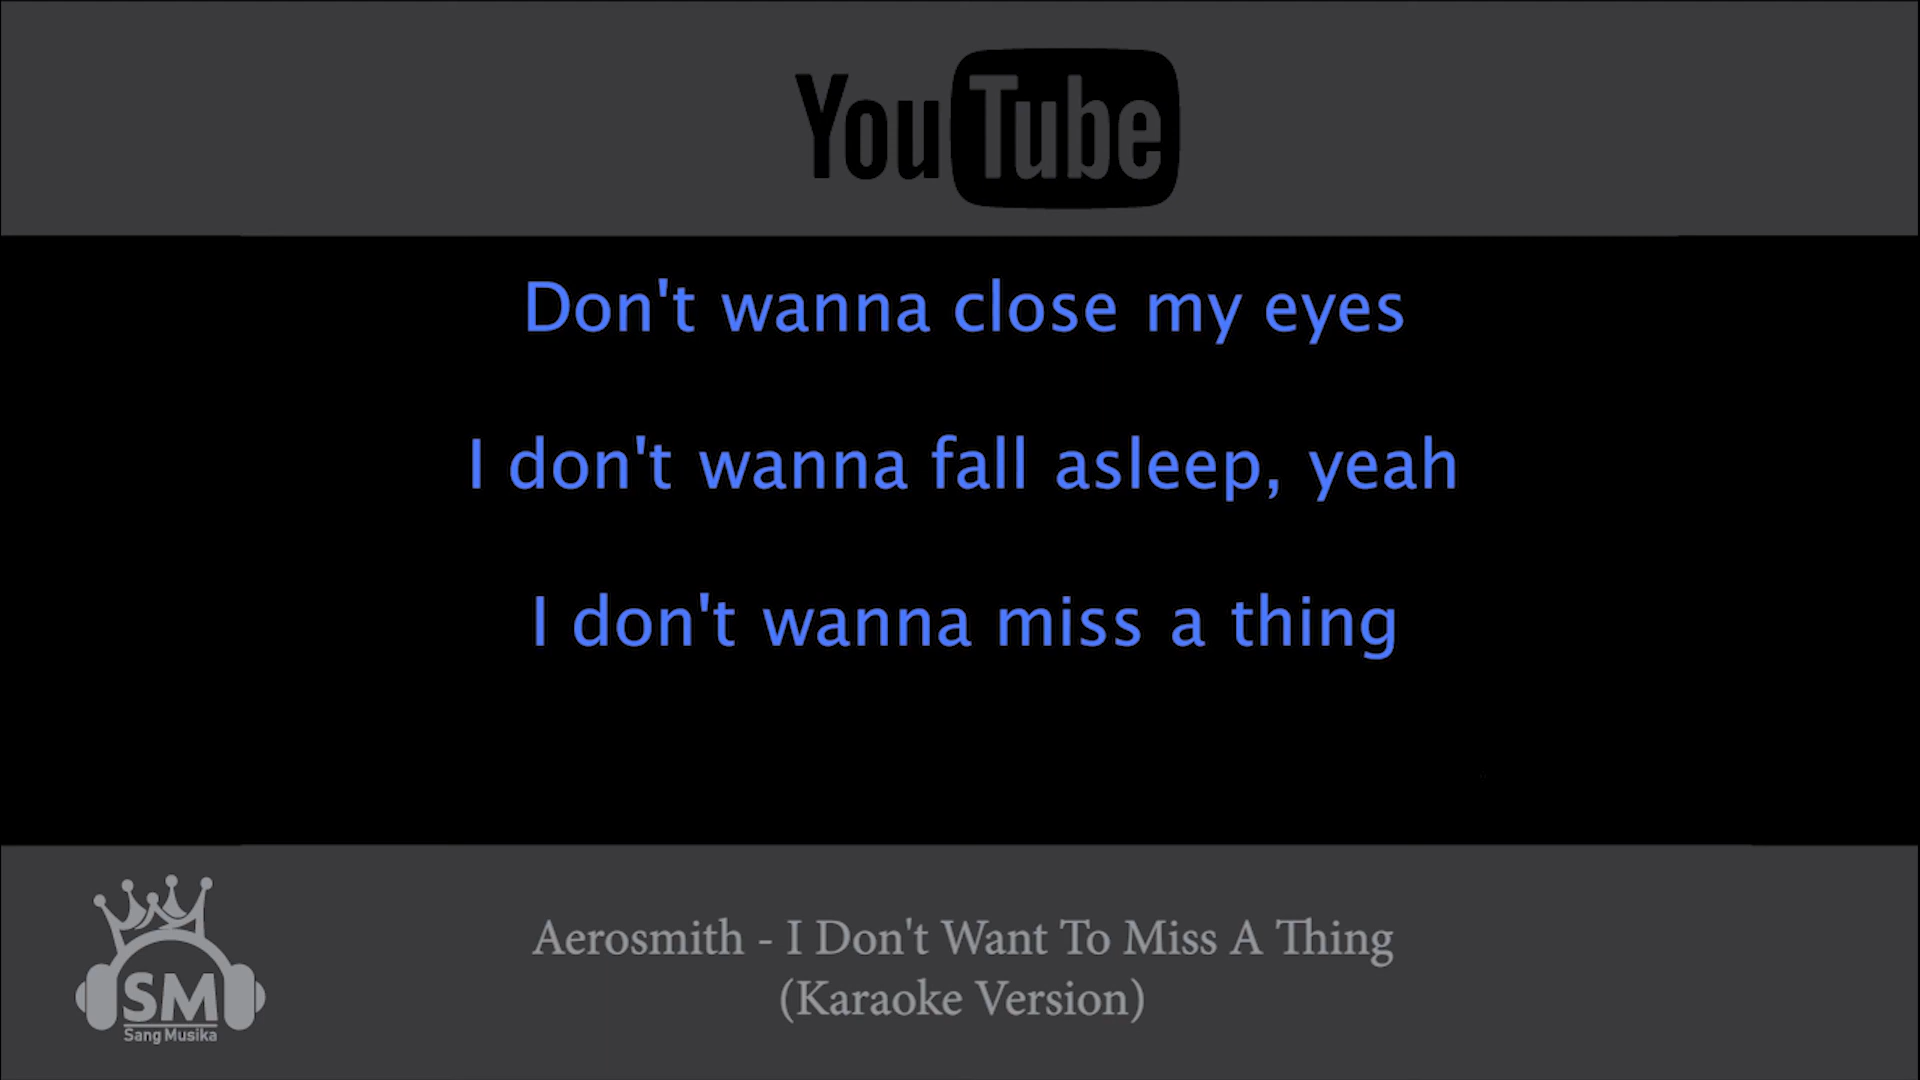 YouTube
Don't wanna close my eyes
I don't wanna fall asleep, yeah
I don't wanna miss a thing
Aerosmith - I Don't Want To Miss A Thing
(Karaoke Version)
SM
Sang Musika